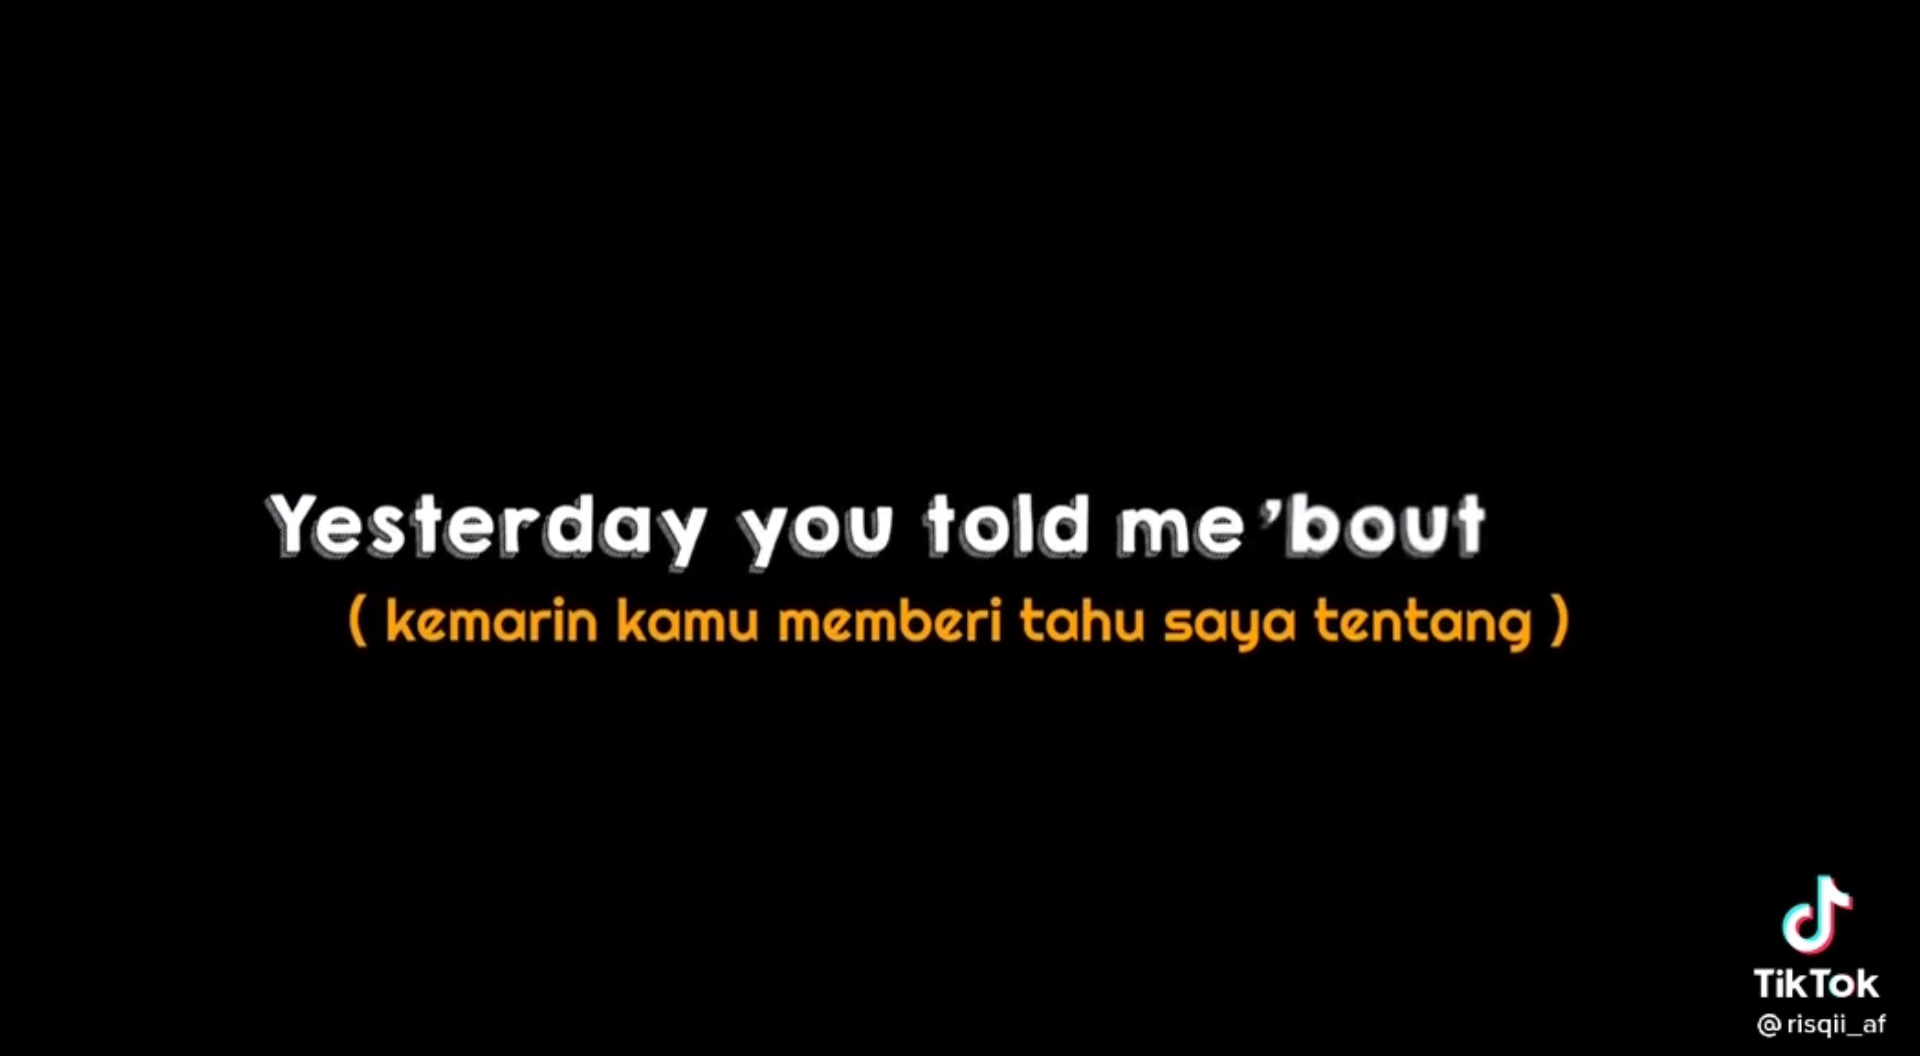 Yesterday you told me 'bout
( kemarin kamu memberi tahu saya tentang )
TikTok
@risqii_af